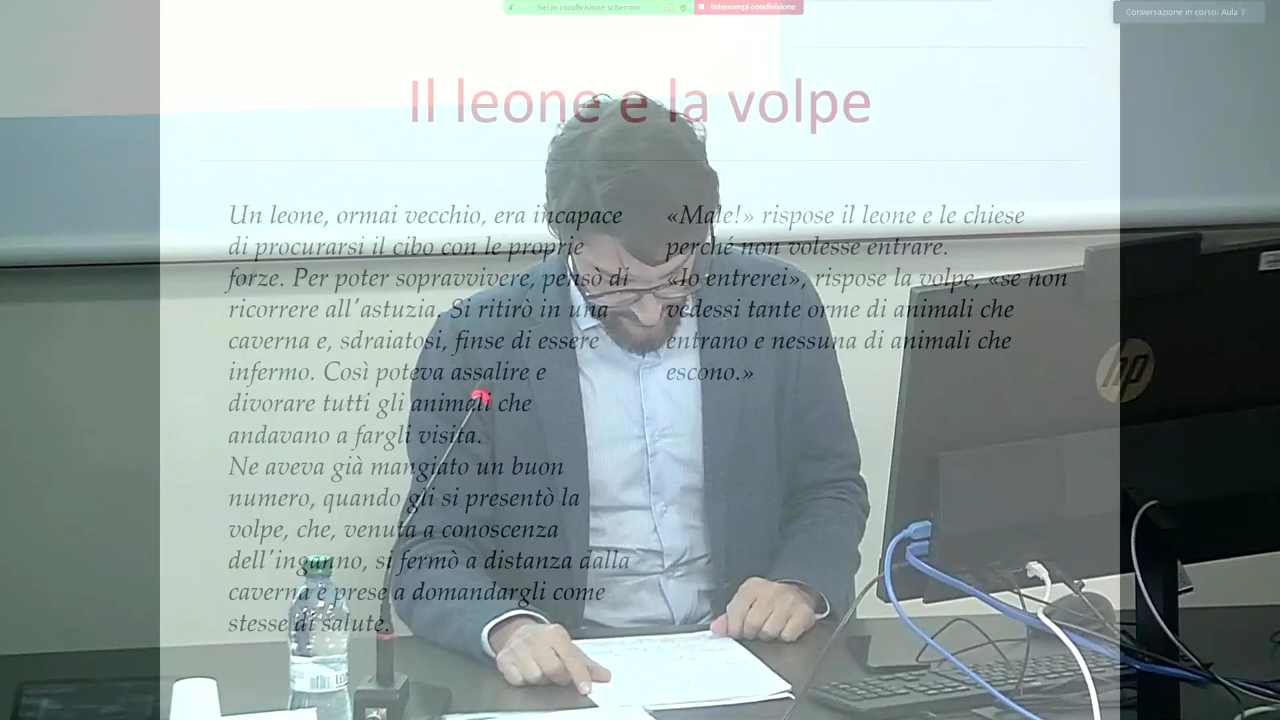 Sei in condivisione schermo
Interrompi condivisione
Conversazione in corso: Aula 7
Il leone e la volpe
Un leone, ormai vecchio, era incapace
di procurarsi il cibo con le proprie
forze. Per poter sopravvivere, pensò di
ricorrere all'astuzia. Si ritirò in una
caverna e, sdraiatosi, finse di essere
infermo. Così poteva assalire e
divorare tutti gli animali che
andavano a fargli visita.
Ne aveva già mangiato un buon
numero, quando gli si presentò la
volpe, che, venuta a conoscenza
dell'inganno, si fermò a distanza dalla
caverna e prese a domandargli come
stesse di salute.
«Male!» rispose il leone e le chiese
perché non volesse entrare.
«Io entrerei», rispose la volpe, «se non
vedessi tante orme di animali che
entrano e nessuna di animali che
escono.»
hp